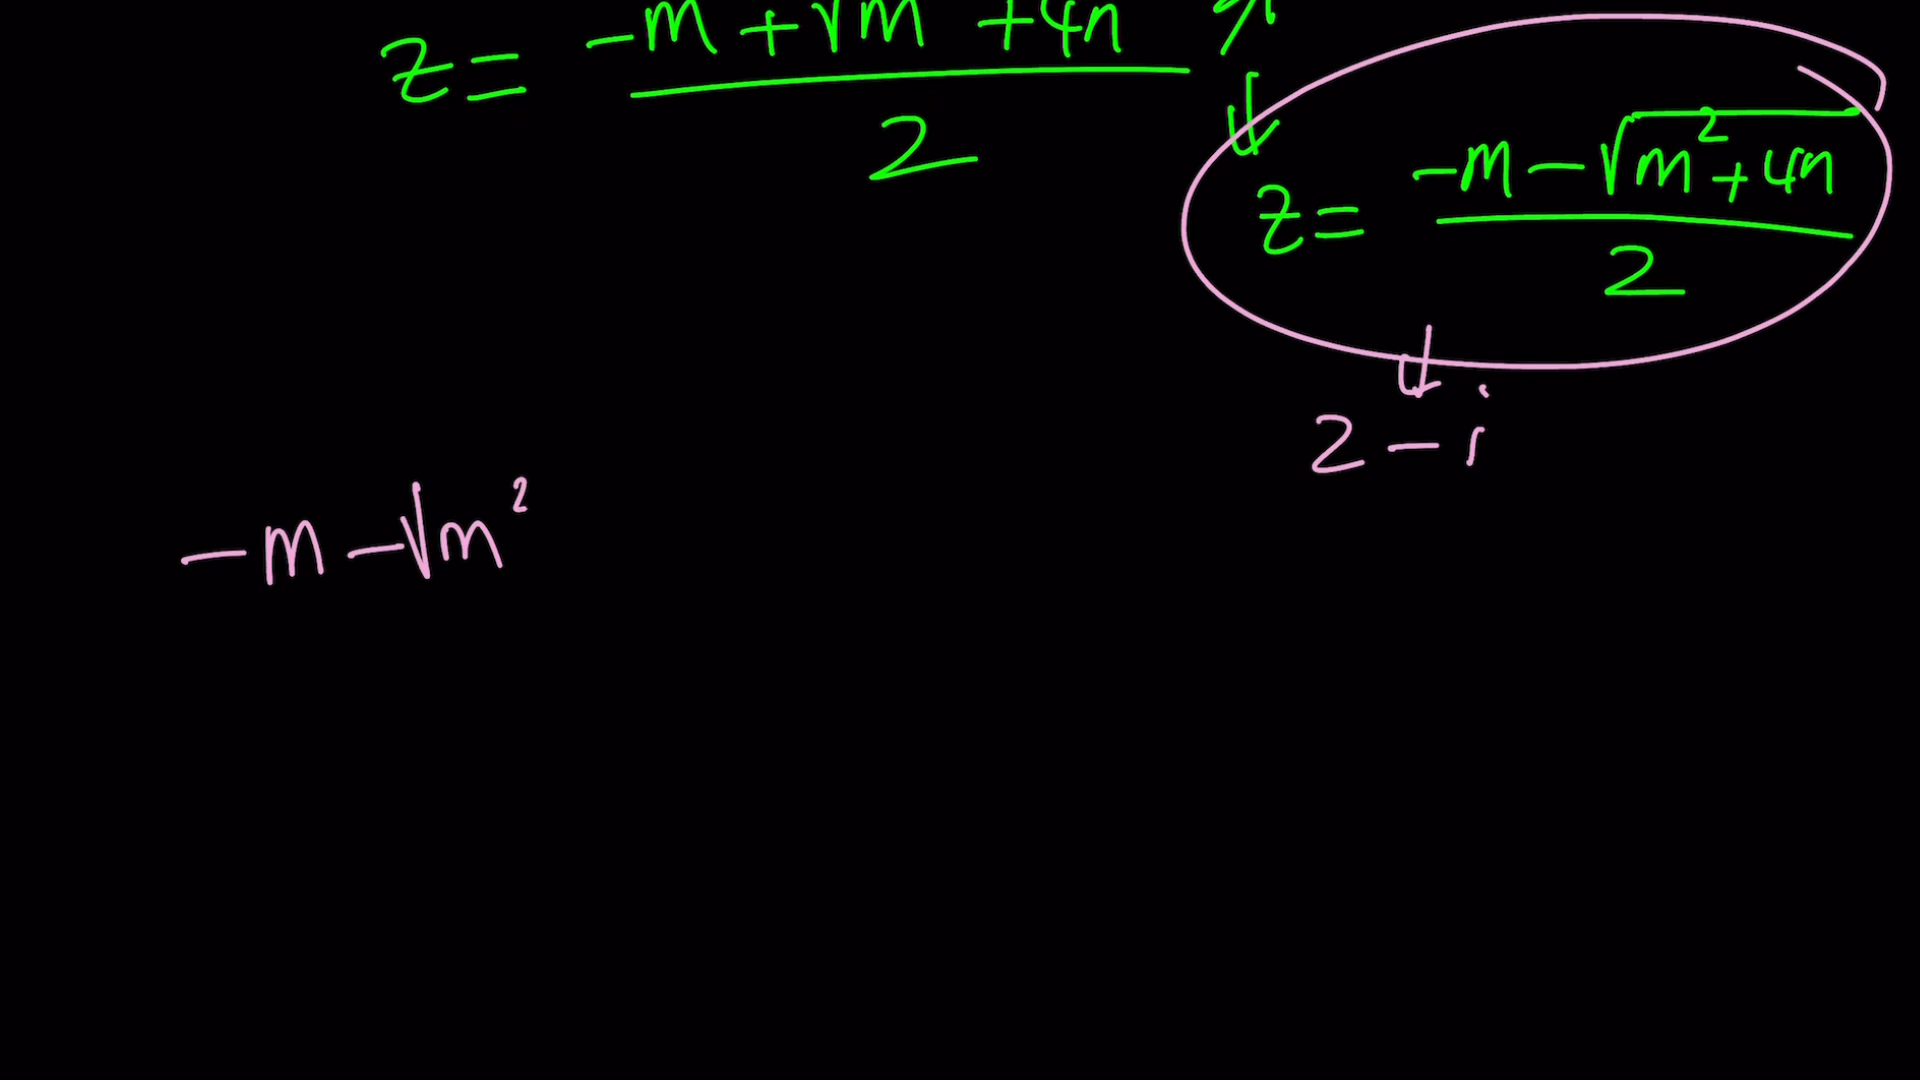 z = (-m + √m + 4n) / 2
z = (-m - √(m² + 4n)) / 2
2 - i
-m - √m²